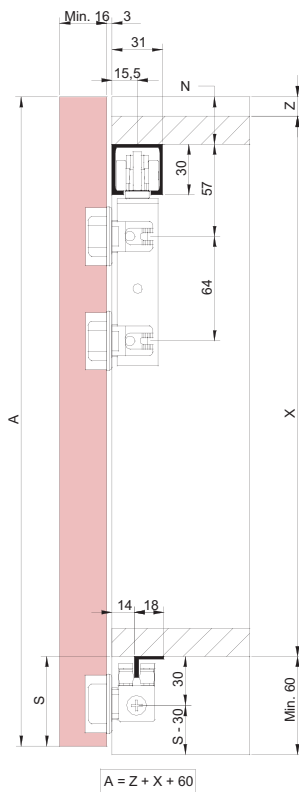 Min. 16
3
31
15,5
N
Z
30
57
64
A
X
14
18
S
30
S - 30
Min. 60
A = Z + X + 60